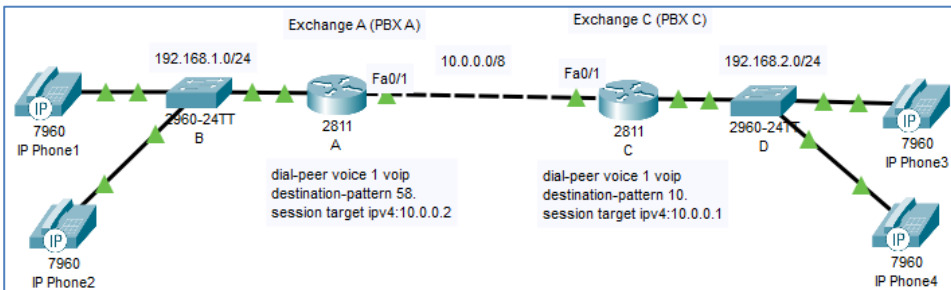 Exchange A (PBX A)
Exchange C (PBX C)
192.168.1.0/24
10.0.0.0/8
192.168.2.0/24
Fa0/1
Fa0/1
IP
7960
IP Phone1
2960-24TT
B
2811
A
2811
C
2960-24TT
D
IP
7960
IP Phone3
dial-peer voice 1 voip
destination-pattern 58.
session target ipv4:10.0.0.2
dial-peer voice 1 voip
destination-pattern 10.
session target ipv4:10.0.0.1
IP
7960
IP Phone2
IP
7960
IP Phone4